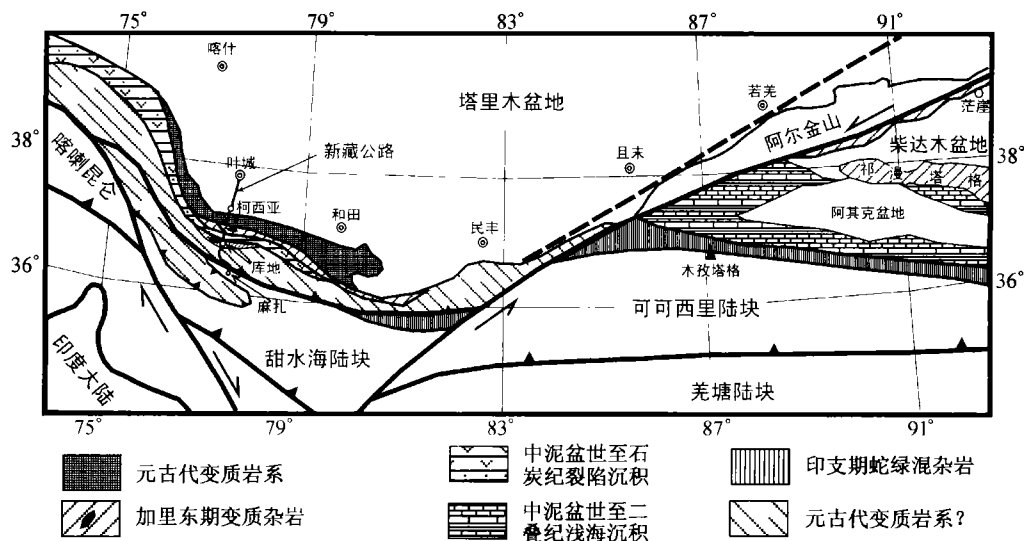 75° 79° 83° 87° 91°
喀什
塔里木盆地
若羌
茫崖
阿尔金山
38°
柴达木盆地
38°
新藏公路
叶城
且末
祁漫塔格
喀喇昆仑
柯西亚
和田
民丰
阿其克盆地
36°
库地
木孜塔格
36°
麻扎
可可西里陆块
印度大陆
甜水海陆块
羌塘陆块
75° 79° 83° 87° 91°
元古代变质岩系
中泥盆世至石
炭纪裂陷沉积
印支期蛇绿混杂岩
加里东期变质杂岩
中泥盆世至二
叠纪浅海沉积
元古代变质岩系?